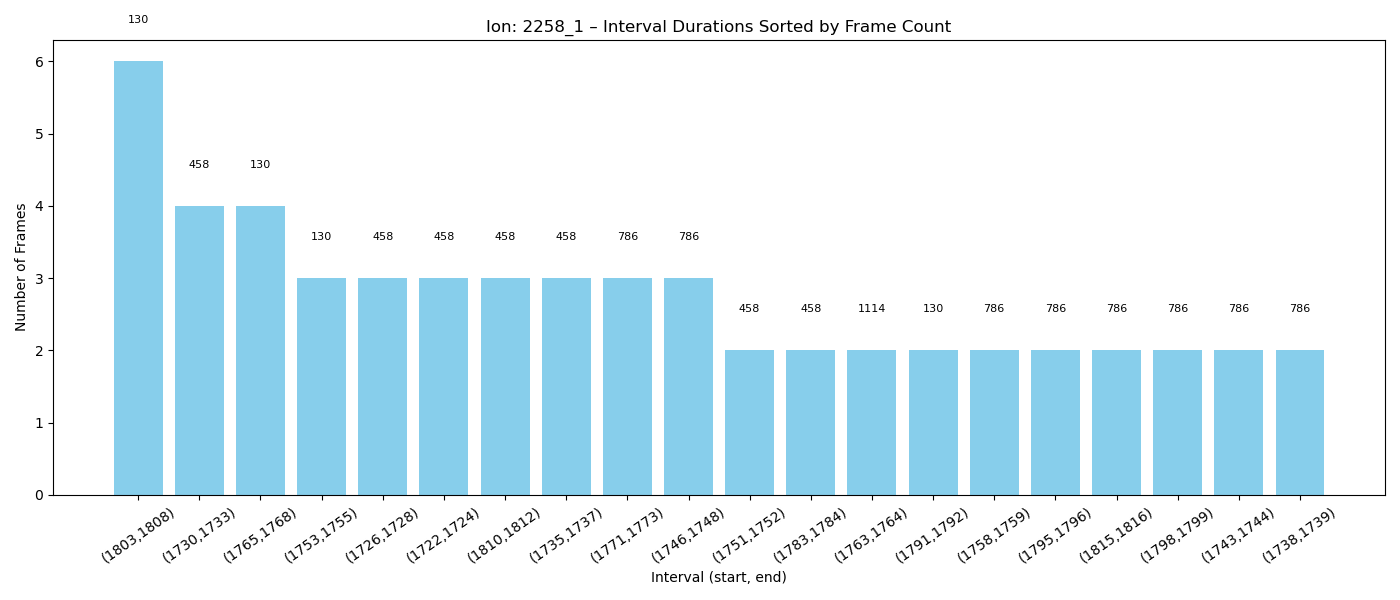 130
Ion: 2258_1 – Interval Durations Sorted by Frame Count
6
5
4
3
2
1
0
Number of Frames
458 130
130 458 458 458 458 786 786
458 458 1114 130 786 786 786 786 786 786
(1803,1808) (1730,1733) (1765,1768) (1753,1755) (1726,1728) (1722,1724) (1810,1812) (1735,1737) (1771,1773) (1746,1748) (1751,1752) (1783,1784) (1763,1764) (1791,1792) (1758,1759) (1795,1796) (1815,1816) (1798,1799) (1743,1744) (1738,1739)
Interval (start, end)